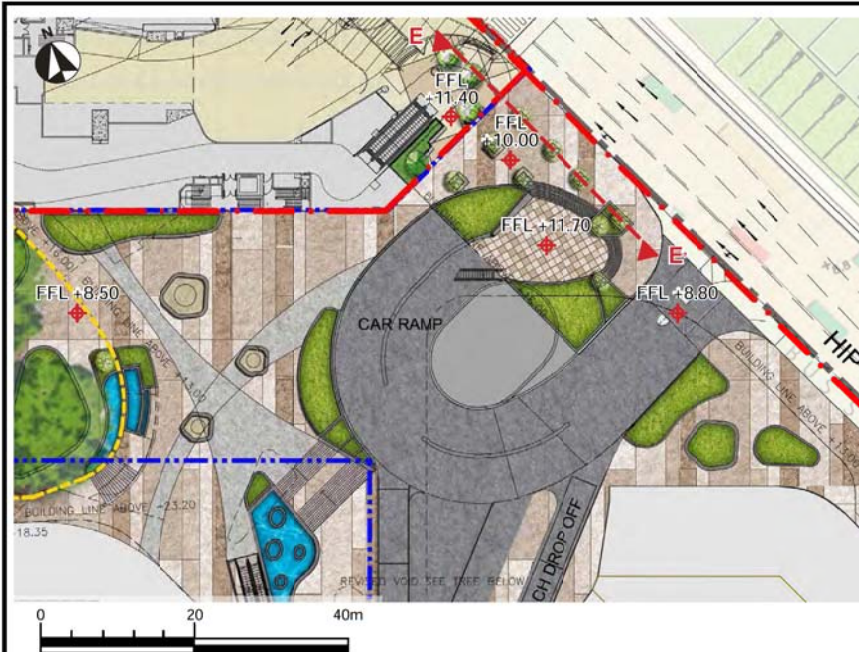 N
E
FFL
+11.40
FFL
+10.00
FFL +11.70
E
FFL +8.50
FFL +8.80
CAR RAMP
HIP
BUILDING LINE ABOVE +13.00
BUILDING LINE ABOVE +23.20
+18.35
REVISED VOID SEE TREE BELOW
CH DROP OFF
0 20 40m